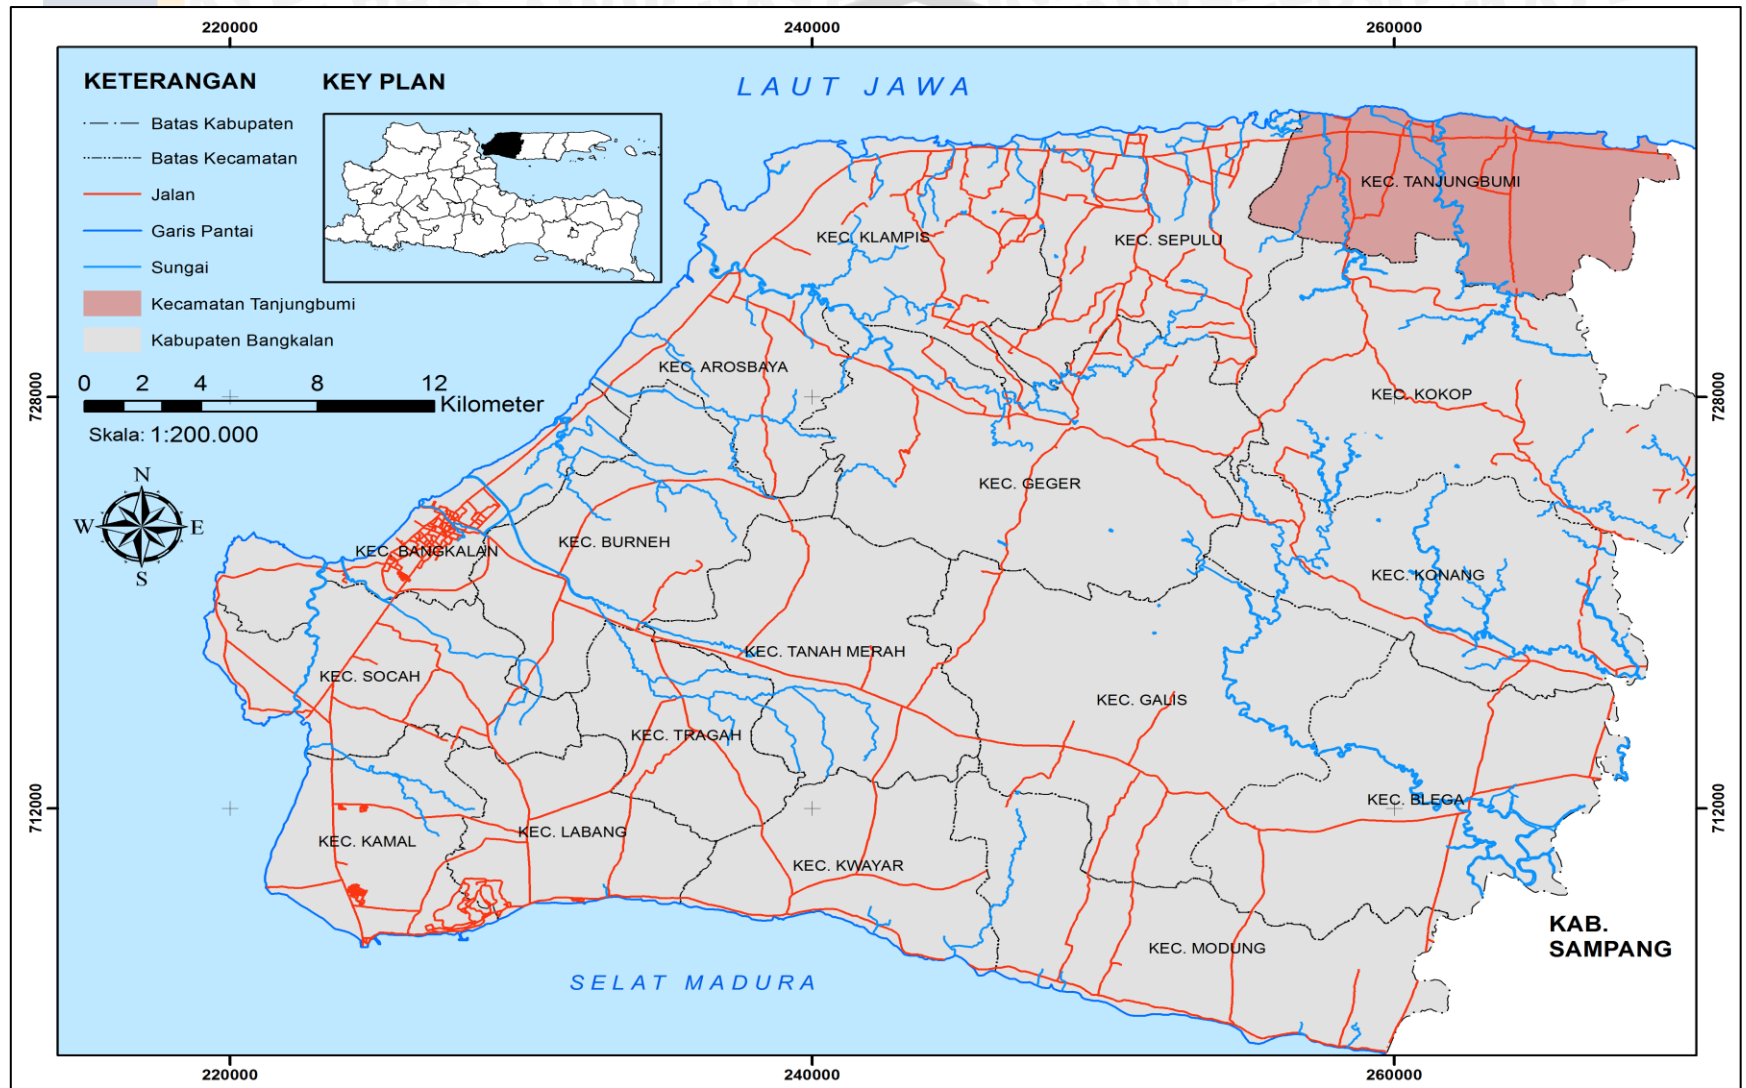 220000
240000
260000
KETERANGAN
Batas Kabupaten
Batas Kecamatan
Jalan
Garis Pantai
Sungai
Kecamatan Tanjungbumi
Kabupaten Bangkalan
0 2 4 8 12
Kilometer
Skala: 1:200.000
N
W E
S
KEY PLAN
LAUT JAWA
KEC. TANJUNGBUMI
KEC. KLAMPIS
KEC. SEPULU
KEC. AROSBAYA
KEC. KOKOP
KEC. GEGER
KEC. BURNEH
KEC. BANGKALAN
KEC. KONANG
KEC. TANAH MERAH
KEC. SOCAH
KEC. GALIS
KEC. TRAGAH
KEC. BLEGA
KEC. LABANG
KEC. KAMAL
KEC. KWAYAR
KEC. MODUNG
KAB.
SAMPANG
SELAT MADURA
728000
728000
712000
712000
220000
240000
260000